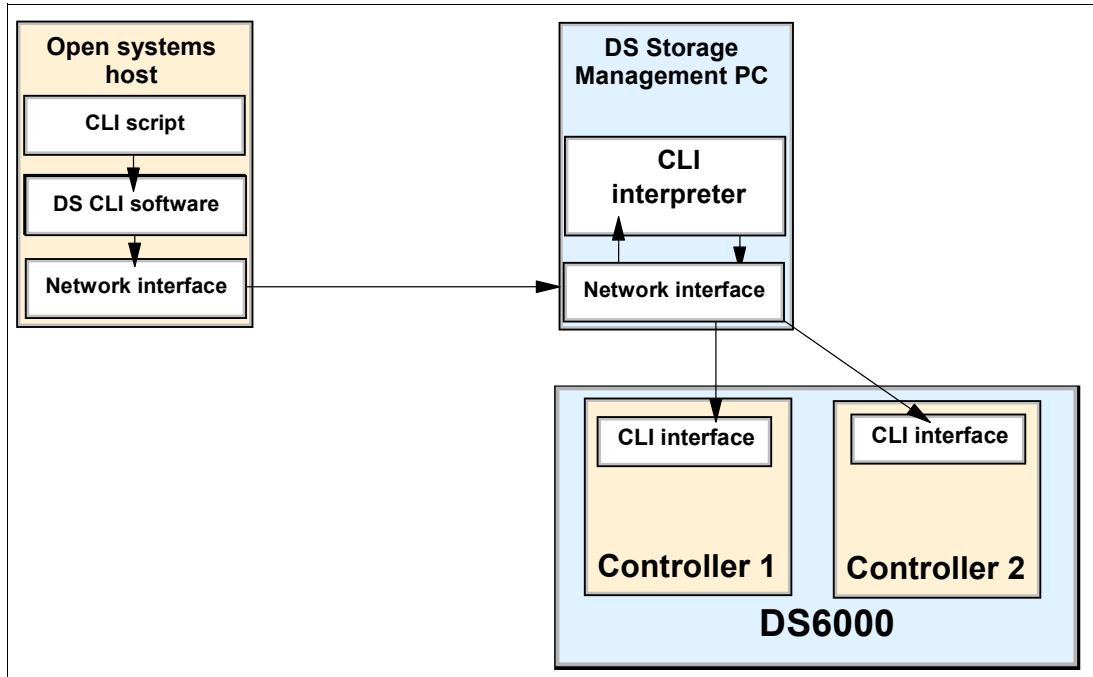 Open systems
host
CLI script
DS CLI software
Network interface
DS Storage
Management PC
CLI
interpreter
Network interface
CLI interface
Controller 1
CLI interface
Controller 2
DS6000